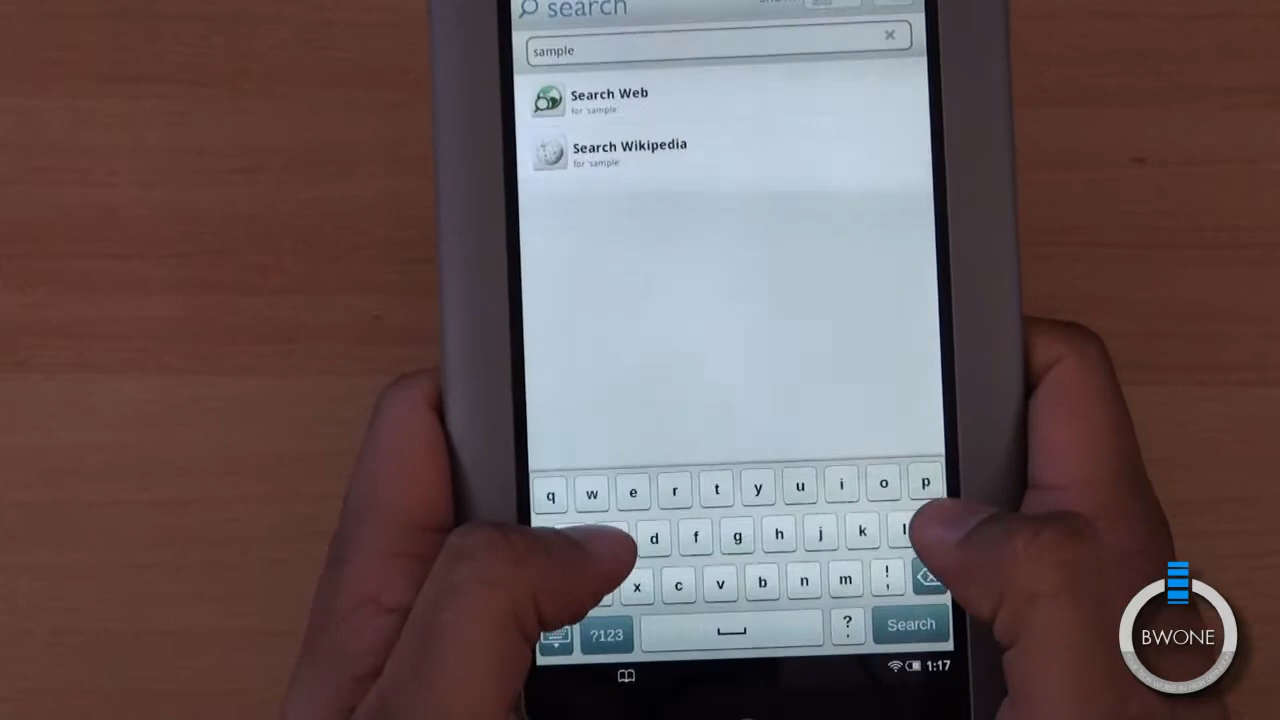 search
sample
Search Web
for 'sample'
Search Wikipedia
for 'sample'
q w e r t y u i o p
d f g h j k l
x c v b n m ! ,
?123 ? . Search
1:17
BWONE